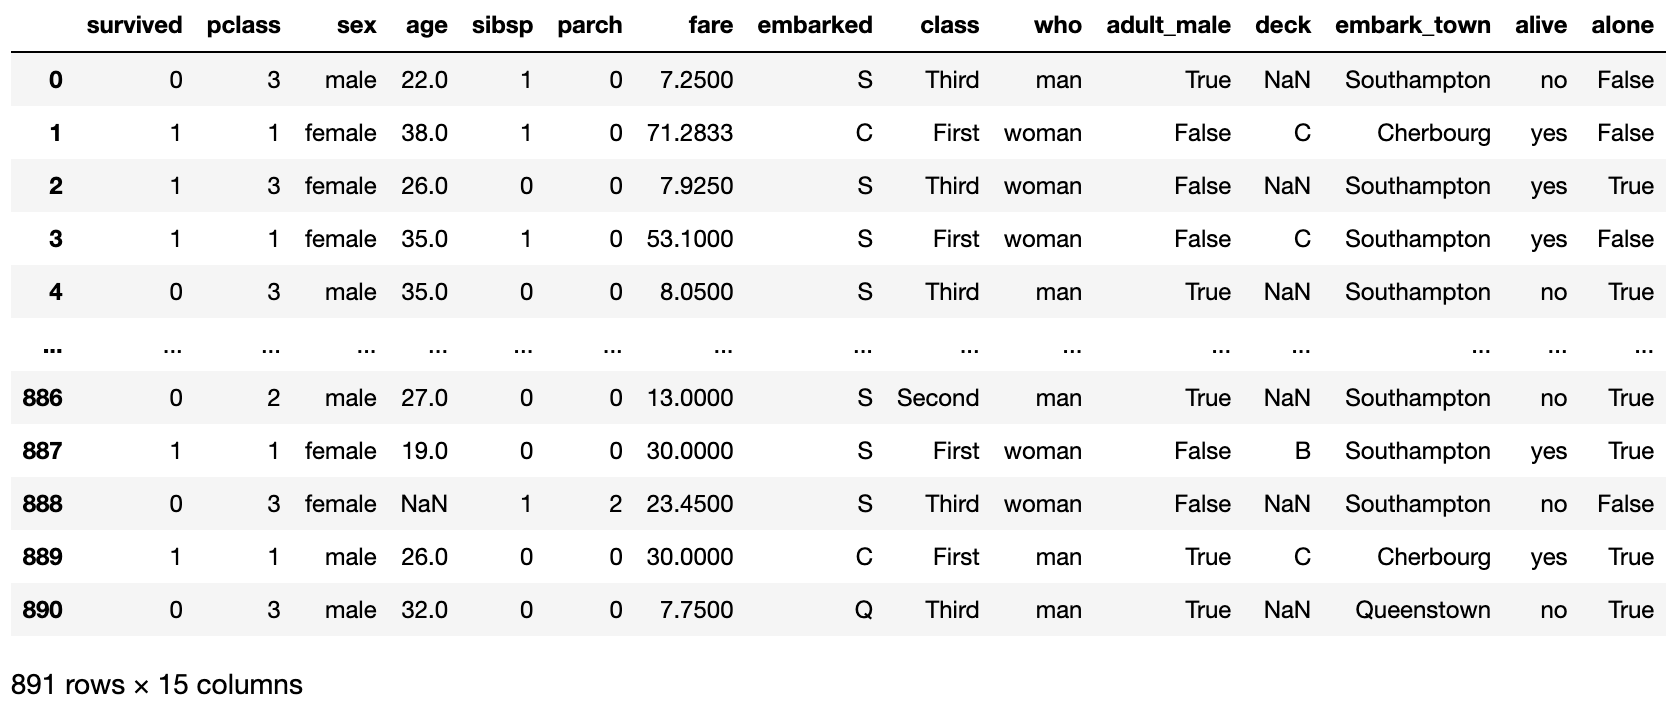 survived pclass sex age sibsp parch fare embarked class who adult_male deck embark_town alive alone
0 0 3 male 22.0 1 0 7.2500 S Third man True NaN Southampton no False
1 1 1 female 38.0 1 0 71.2833 C First woman False C Cherbourg yes False
2 1 3 female 26.0 0 0 7.9250 S Third woman False NaN Southampton yes True
3 1 1 female 35.0 1 0 53.1000 S First woman False C Southampton yes False
4 0 3 male 35.0 0 0 8.0500 S Third man True NaN Southampton no True
... ... ... ... ... ... ... ... ... ... ... ... ... ... ... ...
886 0 2 male 27.0 0 0 13.0000 S Second man True NaN Southampton no True
887 1 1 female 19.0 0 0 30.0000 S First woman False B Southampton yes True
888 0 3 female NaN 1 2 23.4500 S Third woman False NaN Southampton no False
889 1 1 male 26.0 0 0 30.0000 C First man True C Cherbourg yes True
890 0 3 male 32.0 0 0 7.7500 Q Third man True NaN Queenstown no True
891 rows × 15 columns